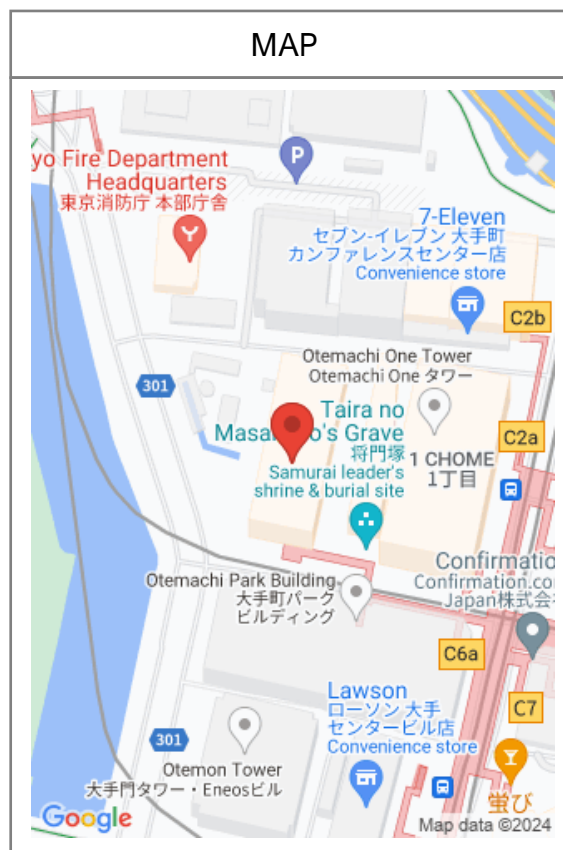 MAP
yo Fire Department
Headquarters
東京消防庁 本部庁舎
P
7-Eleven
セブン-イレブン 大手町
カンファレンスセンター店
Convenience store
C2b
Otemachi One Tower
Otemachi One タワー
301
Taira no
Masa o's Grave
将門塚
Samurai leader's
shrine & burial site
1 CHOME
1丁目
C2a
Confirmatio
Confirmation.co
Japan株式会
Otemachi Park Building
大手町パーク
ビルディング
C6a
C7
Lawson
ローソン 大手
センタービル店
Convenience store
301
Otemon Tower
大手門タワー・Eneosビル
蛍び
Google
Map data ©2024